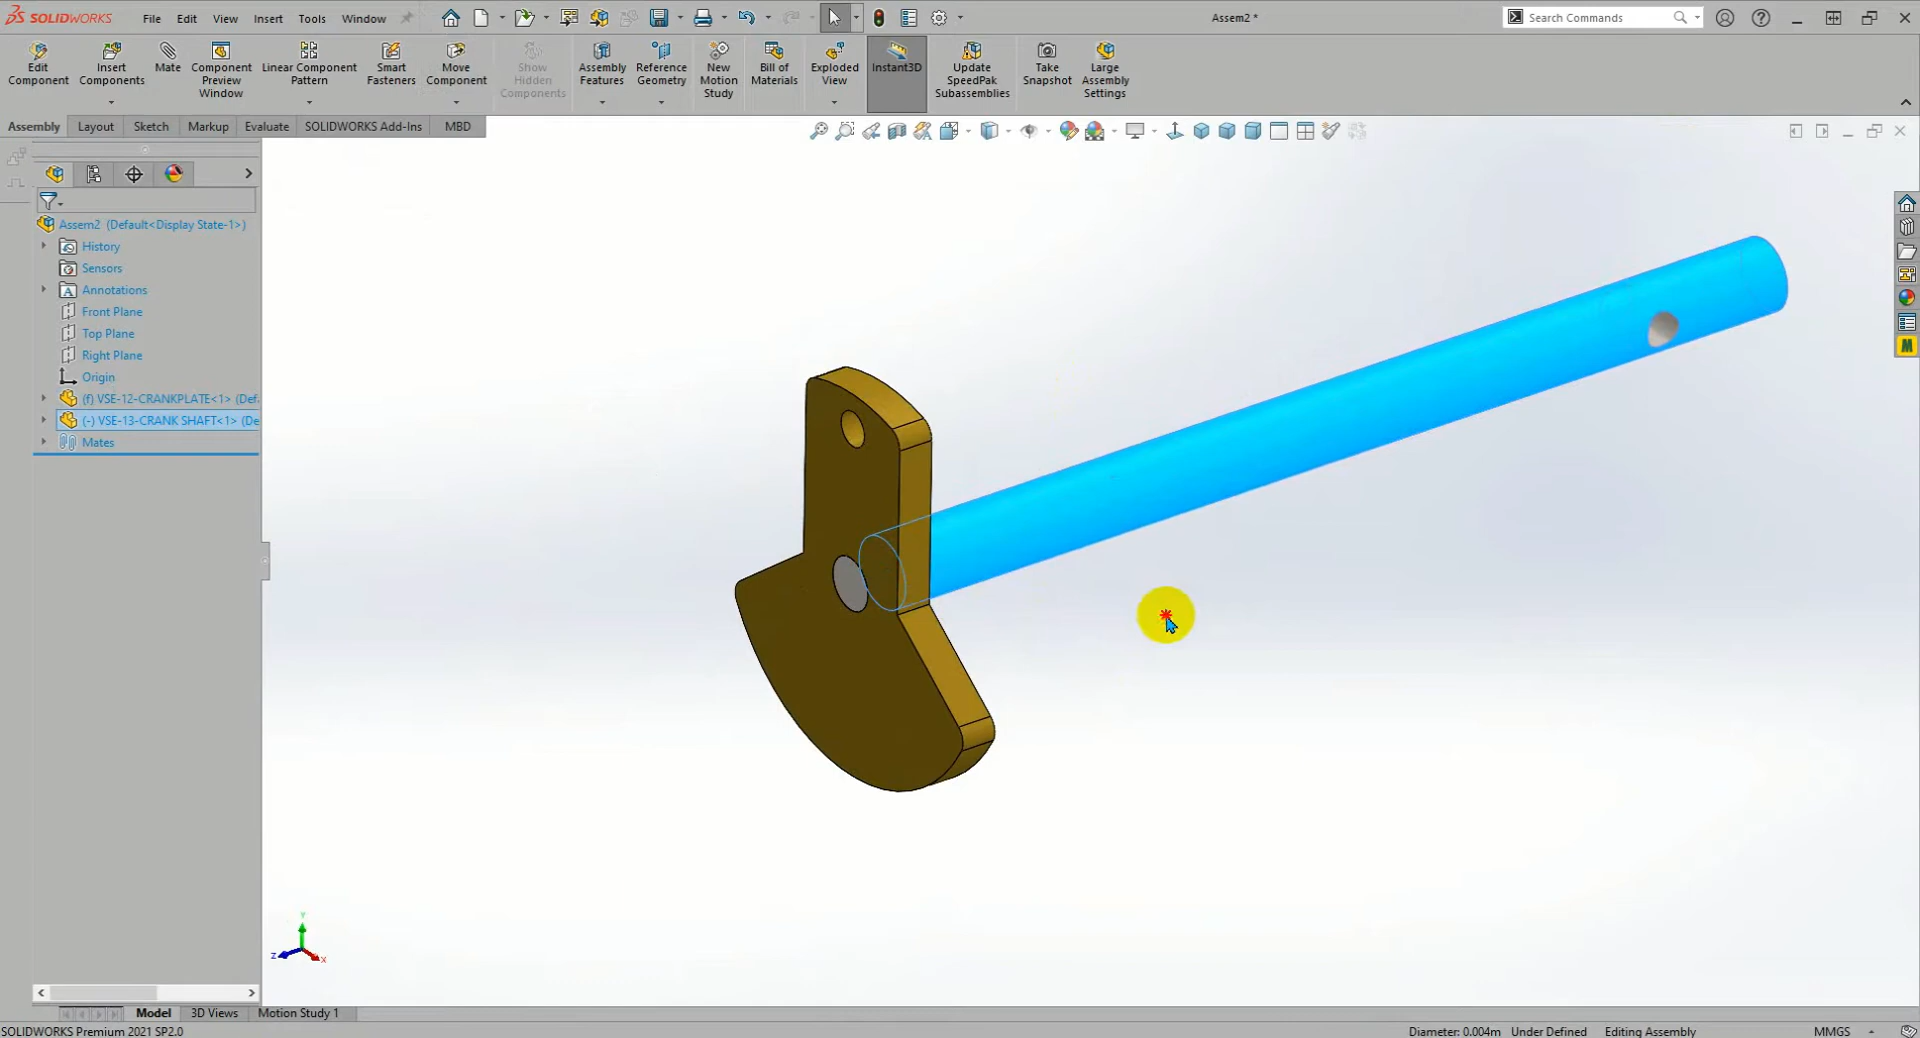 SOLIDWORKS
File Edit View Insert Tools Window
Assem2 *
Search Commands
Edit Component
Insert Components
Mate
Component Preview Window
Linear Component Pattern
Smart Fasteners
Move Component
Show Hidden Components
Assembly Features
Reference Geometry
New Motion Study
Bill of Materials
Exploded View
Instant3D
Update SpeedPak Subassemblies
Take Snapshot
Large Assembly Settings
Assembly Layout Sketch Markup Evaluate SOLIDWORKS Add-Ins MBD
Assem2 (Default<Display State-1>)
History
Sensors
A Annotations
Front Plane
Top Plane
Right Plane
Origin
(f) VSE-12-CRANKPLATE<1> (Def
(-) VSE-13-CRANK SHAFT<1> (De
Mates
M
Y
Z
X
Model 3D Views Motion Study 1
SOLIDWORKS Premium 2021 SP2.0
Diameter: 0.004m Under Defined Editing Assembly MMGS